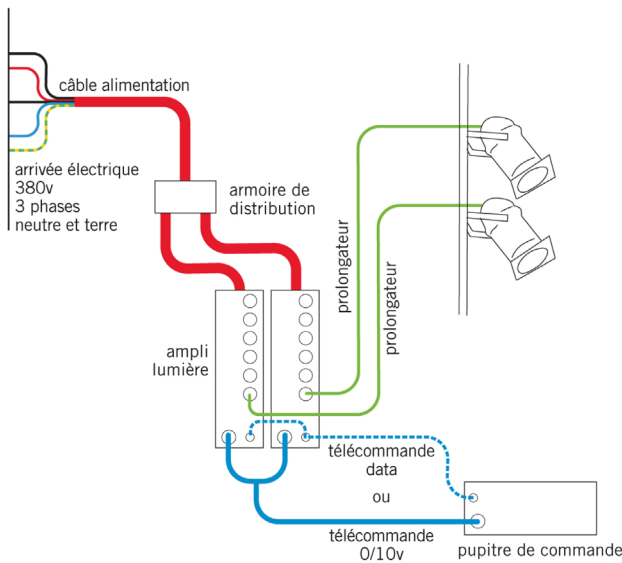 câble alimentation
arrivée électrique
380v
3 phases
neutre et terre
armoire de
distribution
prolongateur
prolongateur
ampli
lumière
télécommande
data
ou
télécommande
0/10v
pupitre de commande